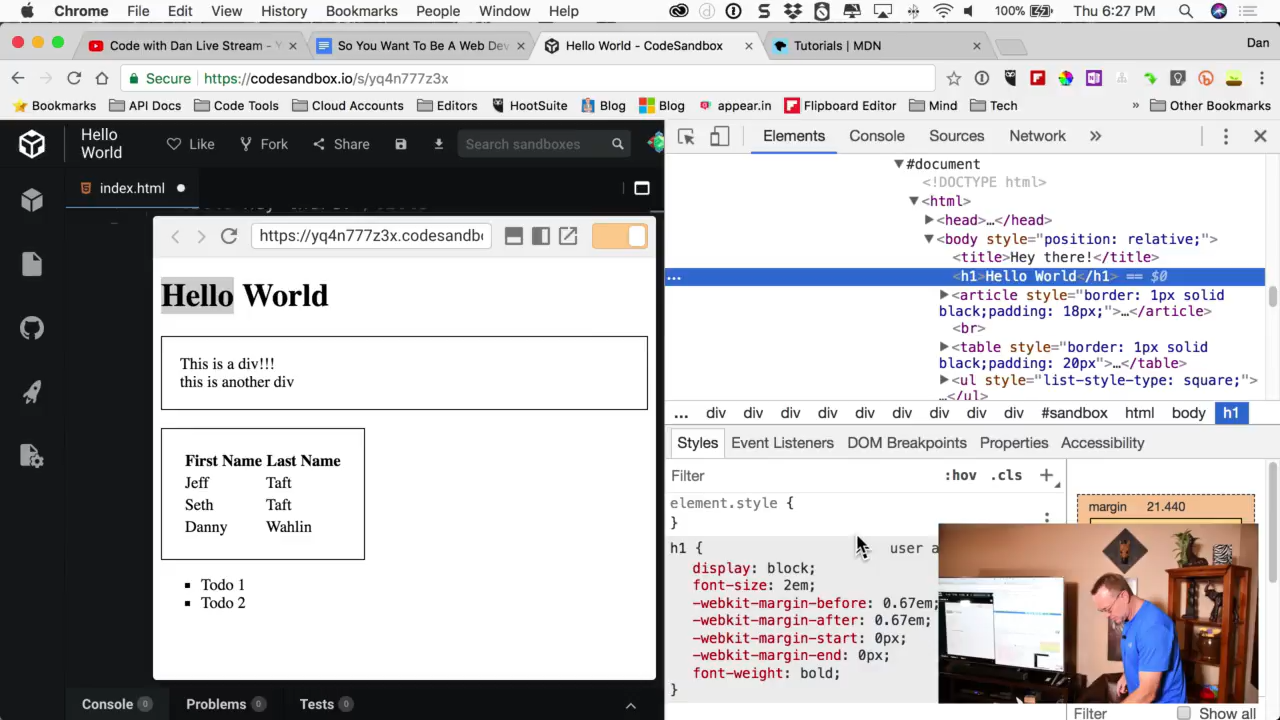 Chrome File Edit View History Bookmarks People Window Help 100% Thu 6:27 PM
Code with Dan Live Stream - Y × So You Want To Be A Web Dev × Hello World - CodeSandbox × Tutorials | MDN × Dan
Secure https://codesandbox.io/s/yq4n777z3x
Bookmarks API Docs Code Tools Cloud Accounts Editors HootSuite Blog Blog appear.in Flipboard Editor Mind Tech » Other Bookmarks
Hello World
Like Fork Share Search sandboxes
index.html
https://yq4n777z3x.codesandbo
Hello World
This is a div!!!
this is another div
First Name Last Name
Jeff Taft
Seth Taft
Danny Wahlin
Todo 1
Todo 2
Console 0 Problems 0 Tests 0
Elements Console Sources Network »
▼#document
<!DOCTYPE html>
▼<html>
▶<head>…</head>
▼<body style="position: relative;">
<title>Hey there!</title>
… <h1>Hello World</h1> == $0
▶<article style="border: 1px solid
black;padding: 18px;">…</article>
<br>
▶<table style="border: 1px solid
black;padding: 20px">…</table>
▶<ul style="list-style-type: square;">
…</ul>
… div div div div div div div div div #sandbox html body h1
Styles Event Listeners DOM Breakpoints Properties Accessibility
Filter :hov .cls +
element.style {
}
h1 { user a
display: block;
font-size: 2em;
-webkit-margin-before: 0.67em;
-webkit-margin-after: 0.67em;
-webkit-margin-start: 0px;
-webkit-margin-end: 0px;
font-weight: bold;
}
margin 21.440
Filter Show all